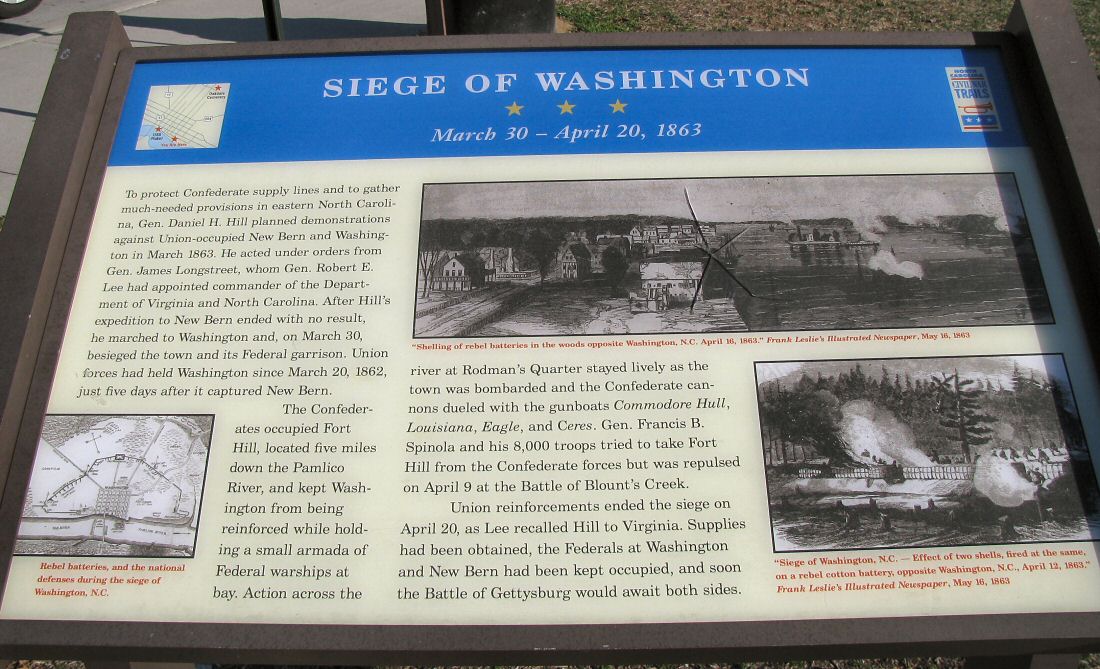 SIEGE OF WASHINGTON
March 30 – April 20, 1863
Oakdale
Cemetery
You Are Here
NORTH
CAROLINA
CIVIL WAR
TRAILS
To protect Confederate supply lines and to gather
much-needed provisions in eastern North Caroli-
na, Gen. Daniel H. Hill planned demonstrations
against Union-occupied New Bern and Washing-
ton in March 1863. He acted under orders from
Gen. James Longstreet, whom Gen. Robert E.
Lee had appointed commander of the Depart-
ment of Virginia and North Carolina. After Hill's
expedition to New Bern ended with no result,
he marched to Washington and, on March 30,
besieged the town and its Federal garrison. Union
forces had held Washington since March 20, 1862,
just five days after it captured New Bern.
The Confeder-
ates occupied Fort
Hill, located five miles
down the Pamlico
River, and kept Wash-
ington from being
reinforced while hold-
ing a small armada of
Federal warships at
bay. Action across the
Rebel batteries, and the national
defenses during the siege of
Washington, N.C.
"Shelling of rebel batteries in the woods opposite Washington, N.C. April 16, 1863." Frank Leslie's Illustrated Newspaper, May 16, 1863
river at Rodman's Quarter stayed lively as the
town was bombarded and the Confederate can-
nons dueled with the gunboats Commodore Hull,
Louisiana, Eagle, and Ceres. Gen. Francis B.
Spinola and his 8,000 troops tried to take Fort
Hill from the Confederate forces but was repulsed
on April 9 at the Battle of Blount's Creek.
Union reinforcements ended the siege on
April 20, as Lee recalled Hill to Virginia. Supplies
had been obtained, the Federals at Washington
and New Bern had been kept occupied, and soon
the Battle of Gettysburg would await both sides.
"Siege of Washington, N.C. — Effect of two shells, fired at the same,
on a rebel cotton battery, opposite Washington, N.C., April 12, 1863."
Frank Leslie's Illustrated Newspaper, May 16, 1863